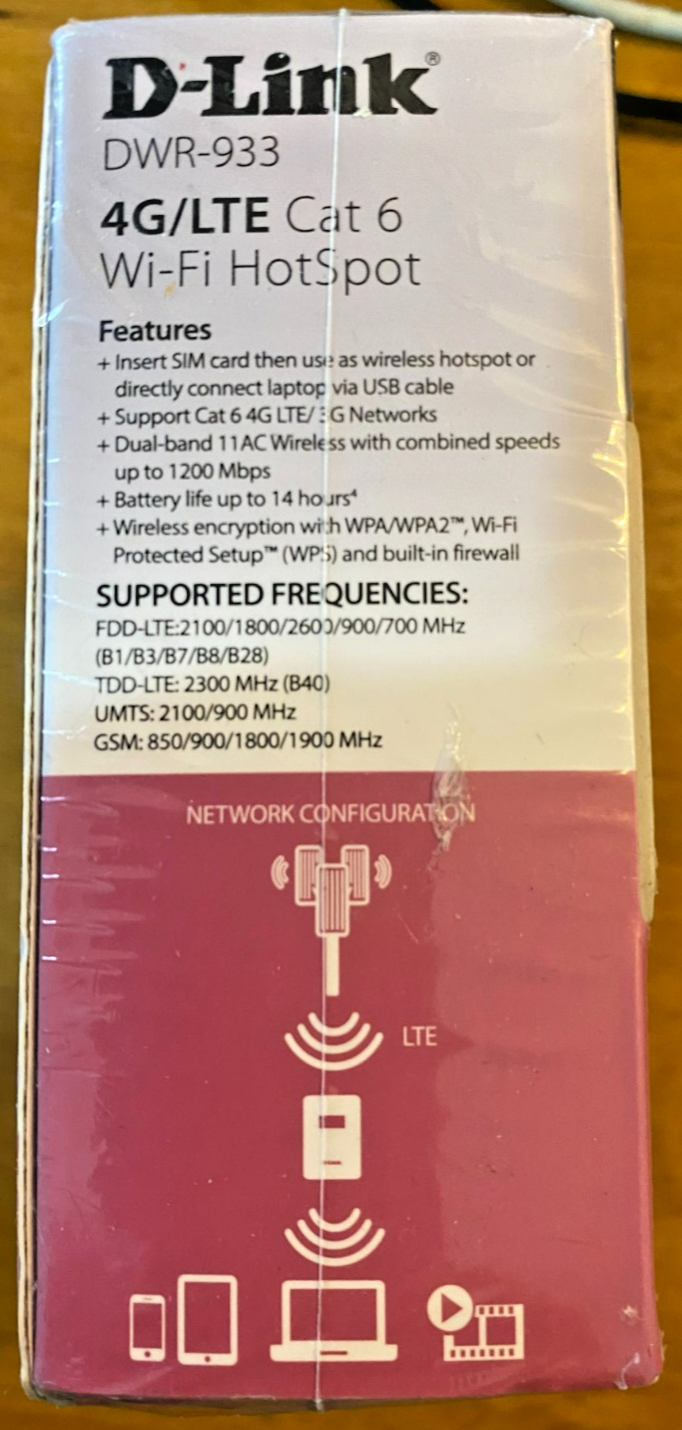 D-Link®
DWR-933
4G/LTE Cat 6
Wi-Fi HotSpot
Features
+ Insert SIM card then use as wireless hotspot or
directly connect laptop via USB cable
+ Support Cat 6 4G LTE/ 3G Networks
+ Dual-band 11AC Wireless with combined speeds
up to 1200 Mbps
+ Battery life up to 14 hours⁴
+ Wireless encryption with WPA/WPA2™, Wi-Fi
Protected Setup™ (WPS) and built-in firewall
SUPPORTED FREQUENCIES:
FDD-LTE:2100/1800/2600/900/700 MHz
(B1/B3/B7/B8/B28)
TDD-LTE: 2300 MHz (B40)
UMTS: 2100/900 MHz
GSM: 850/900/1800/1900 MHz
NETWORK CONFIGURATION
LTE